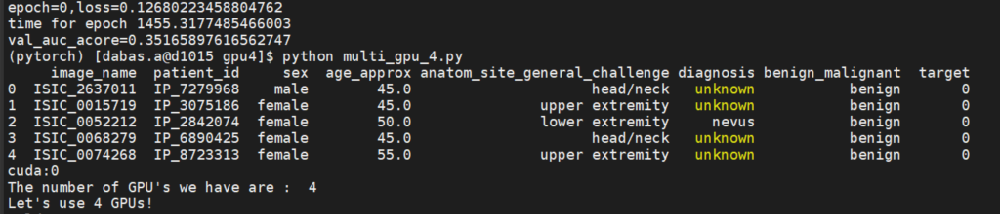 epoch=0,loss=0.12680223458804762
time for epoch 1455.3177485466003
val_auc_acore=0.35165897616562747
(pytorch) [dabas.a@d1015 gpu4]$ python multi_gpu_4.py
image_name patient_id sex age_approx anatom_site_general_challenge diagnosis benign_malignant target
0 ISIC_2637011 IP_7279968 male 45.0 head/neck unknown benign 0
1 ISIC_0015719 IP_3075186 female 45.0 upper extremity unknown benign 0
2 ISIC_0052212 IP_2842074 female 50.0 lower extremity nevus benign 0
3 ISIC_0068279 IP_6890425 female 45.0 head/neck unknown benign 0
4 ISIC_0074268 IP_8723313 female 55.0 upper extremity unknown benign 0
cuda:0
The number of GPU's we have are :  4
Let's use 4 GPUs!